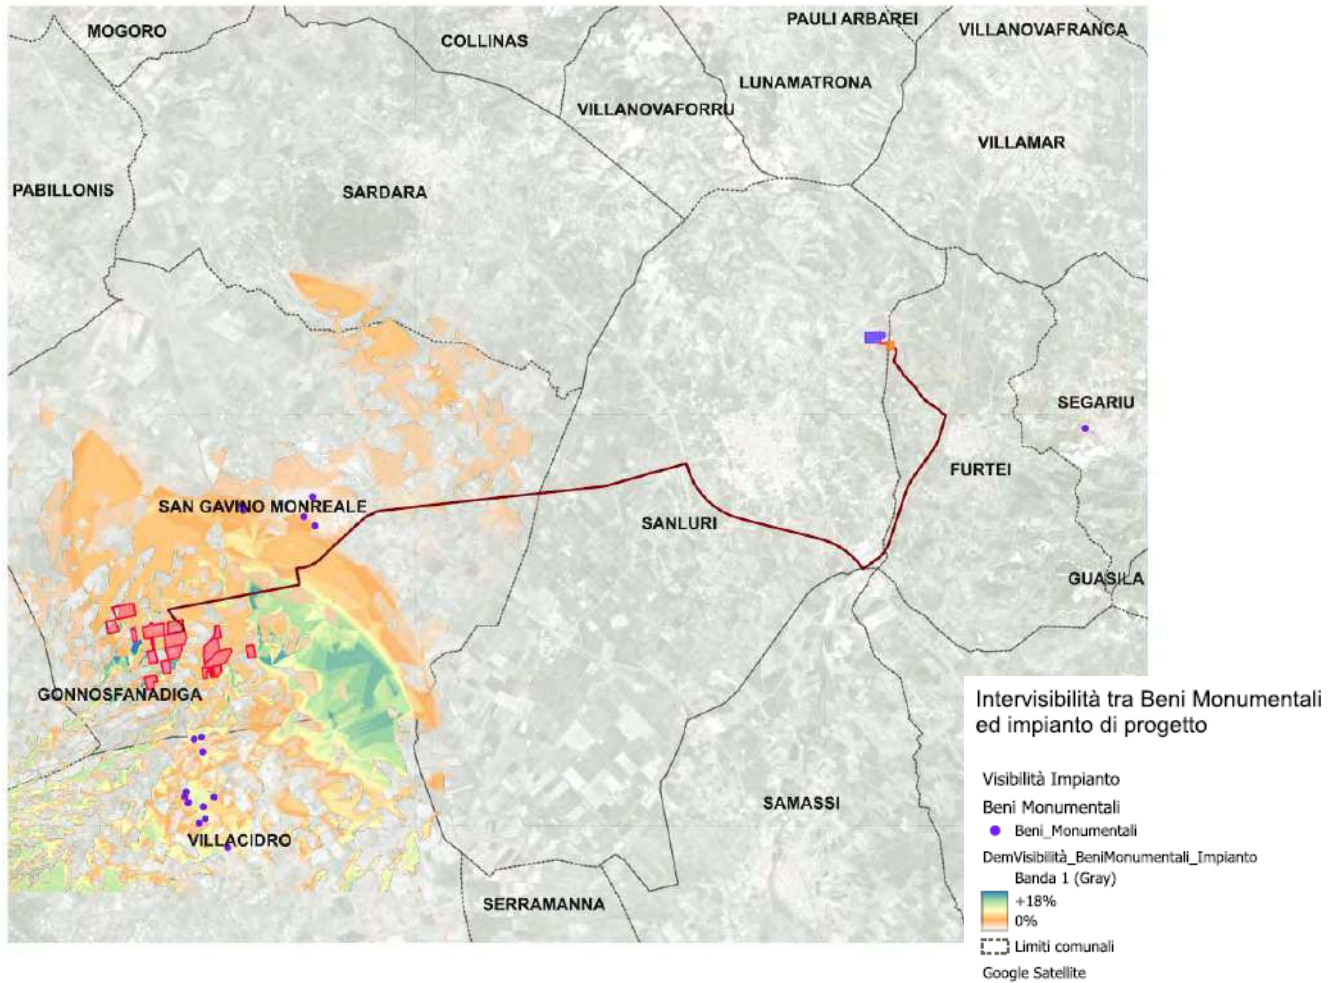 MOGORO
COLLINAS
PAULI ARBAREI
VILLANOVAFRANCA
LUNAMATRONA
VILLANOVAFORRU
VILLAMAR
PABILLONIS
SARDARA
SEGARIU
FURTEI
SAN GAVINO MONREALE
SANLURI
GUASILA
GONNOSFANADIGA
SAMASSI
VILLACIDRO
SERRAMANNA
Intervisibilità tra Beni Monumentali
ed impianto di progetto
Visibilità Impianto
Beni Monumentali
Beni_Monumentali
DemVisibilità_BeniMonumentali_Impianto
Banda 1 (Gray)
+18%
0%
Limiti comunali
Google Satellite